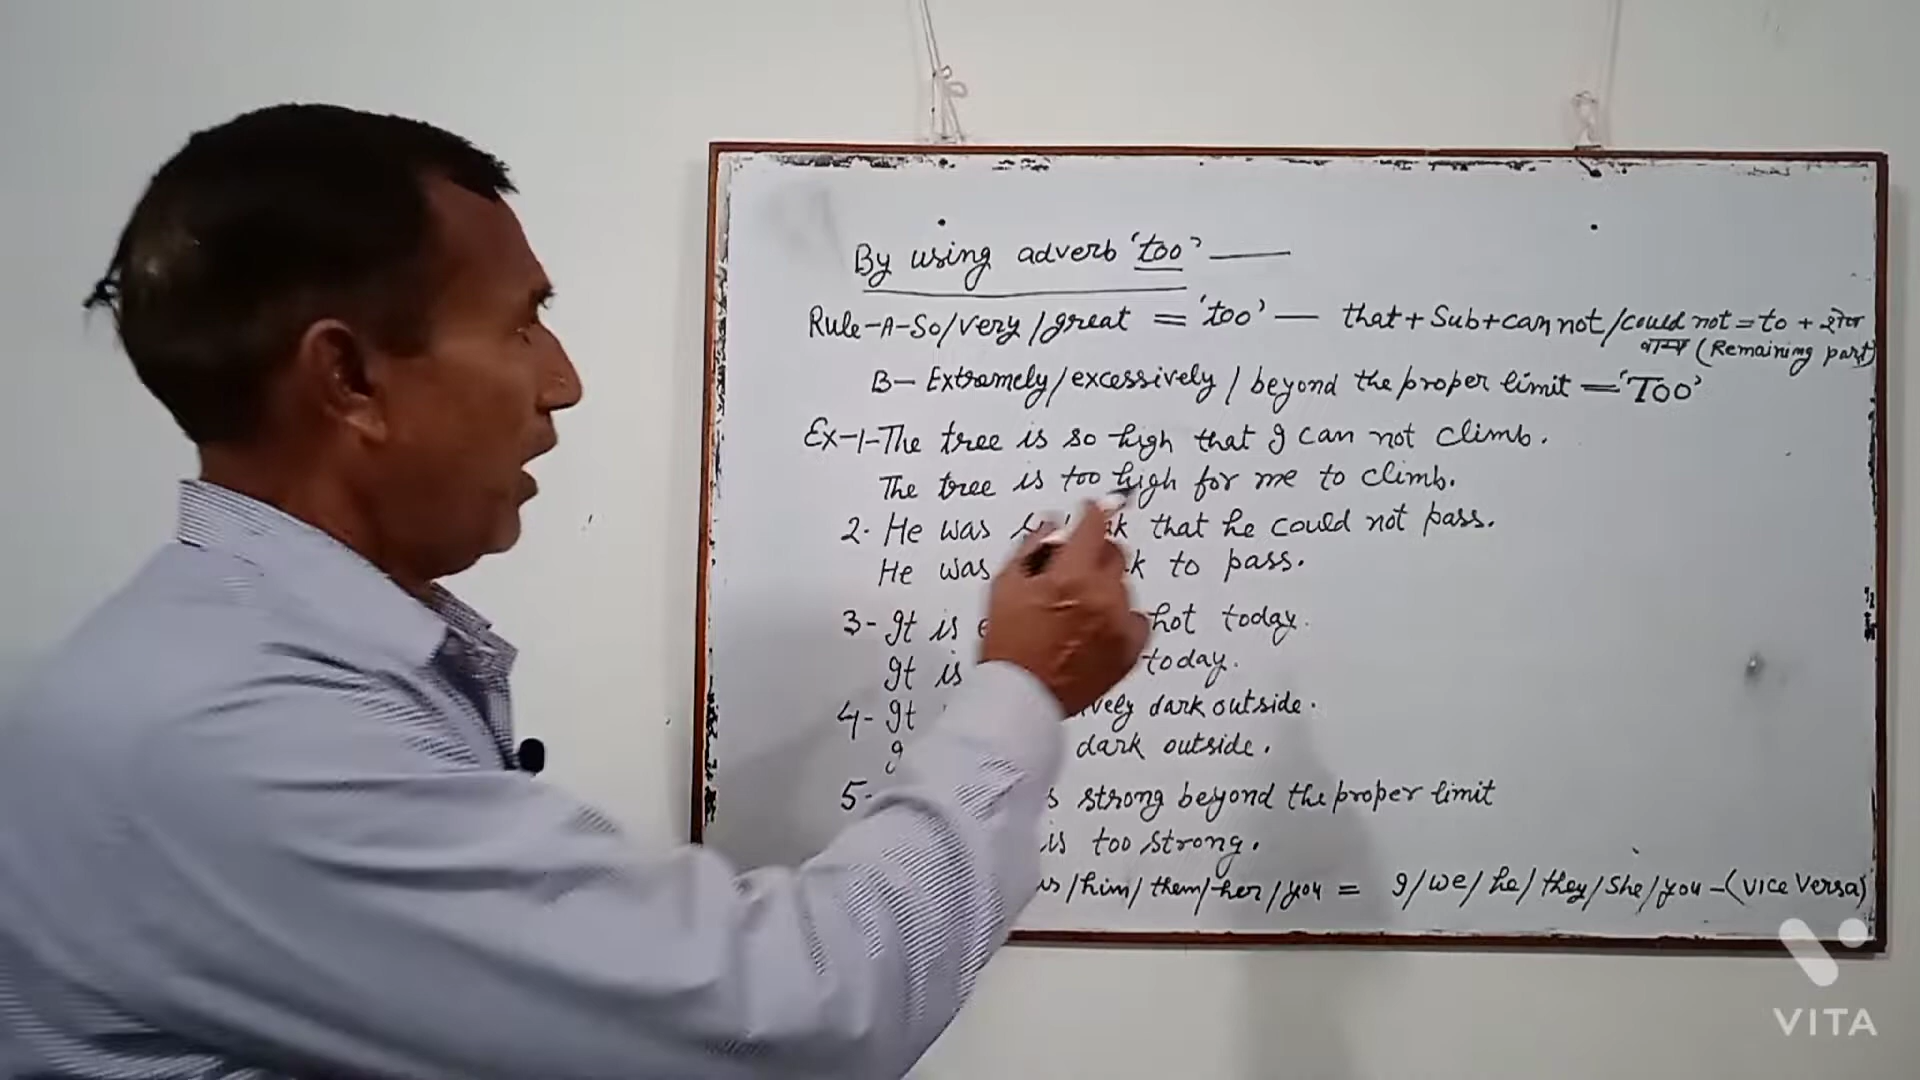 By using adverb 'too' —
Rule-A-So/very/great = 'too' — that + Sub + can not/could not = to + शेष
वाक्य (Remaining part)
B- Extramely/excessively/beyond the proper limit = 'Too'
Ex-1-The tree is so high that I can not climb.
The tree is too high for me to climb.
2. He was that he could not pass.
He was to pass.
3- It is hot today.
It is today.
4- It dark outside.
dark outside.
5- strong beyond the proper limit
is too strong.
/him/them/her/you = I/we/he/they/she/you-(vice versa)
VITA